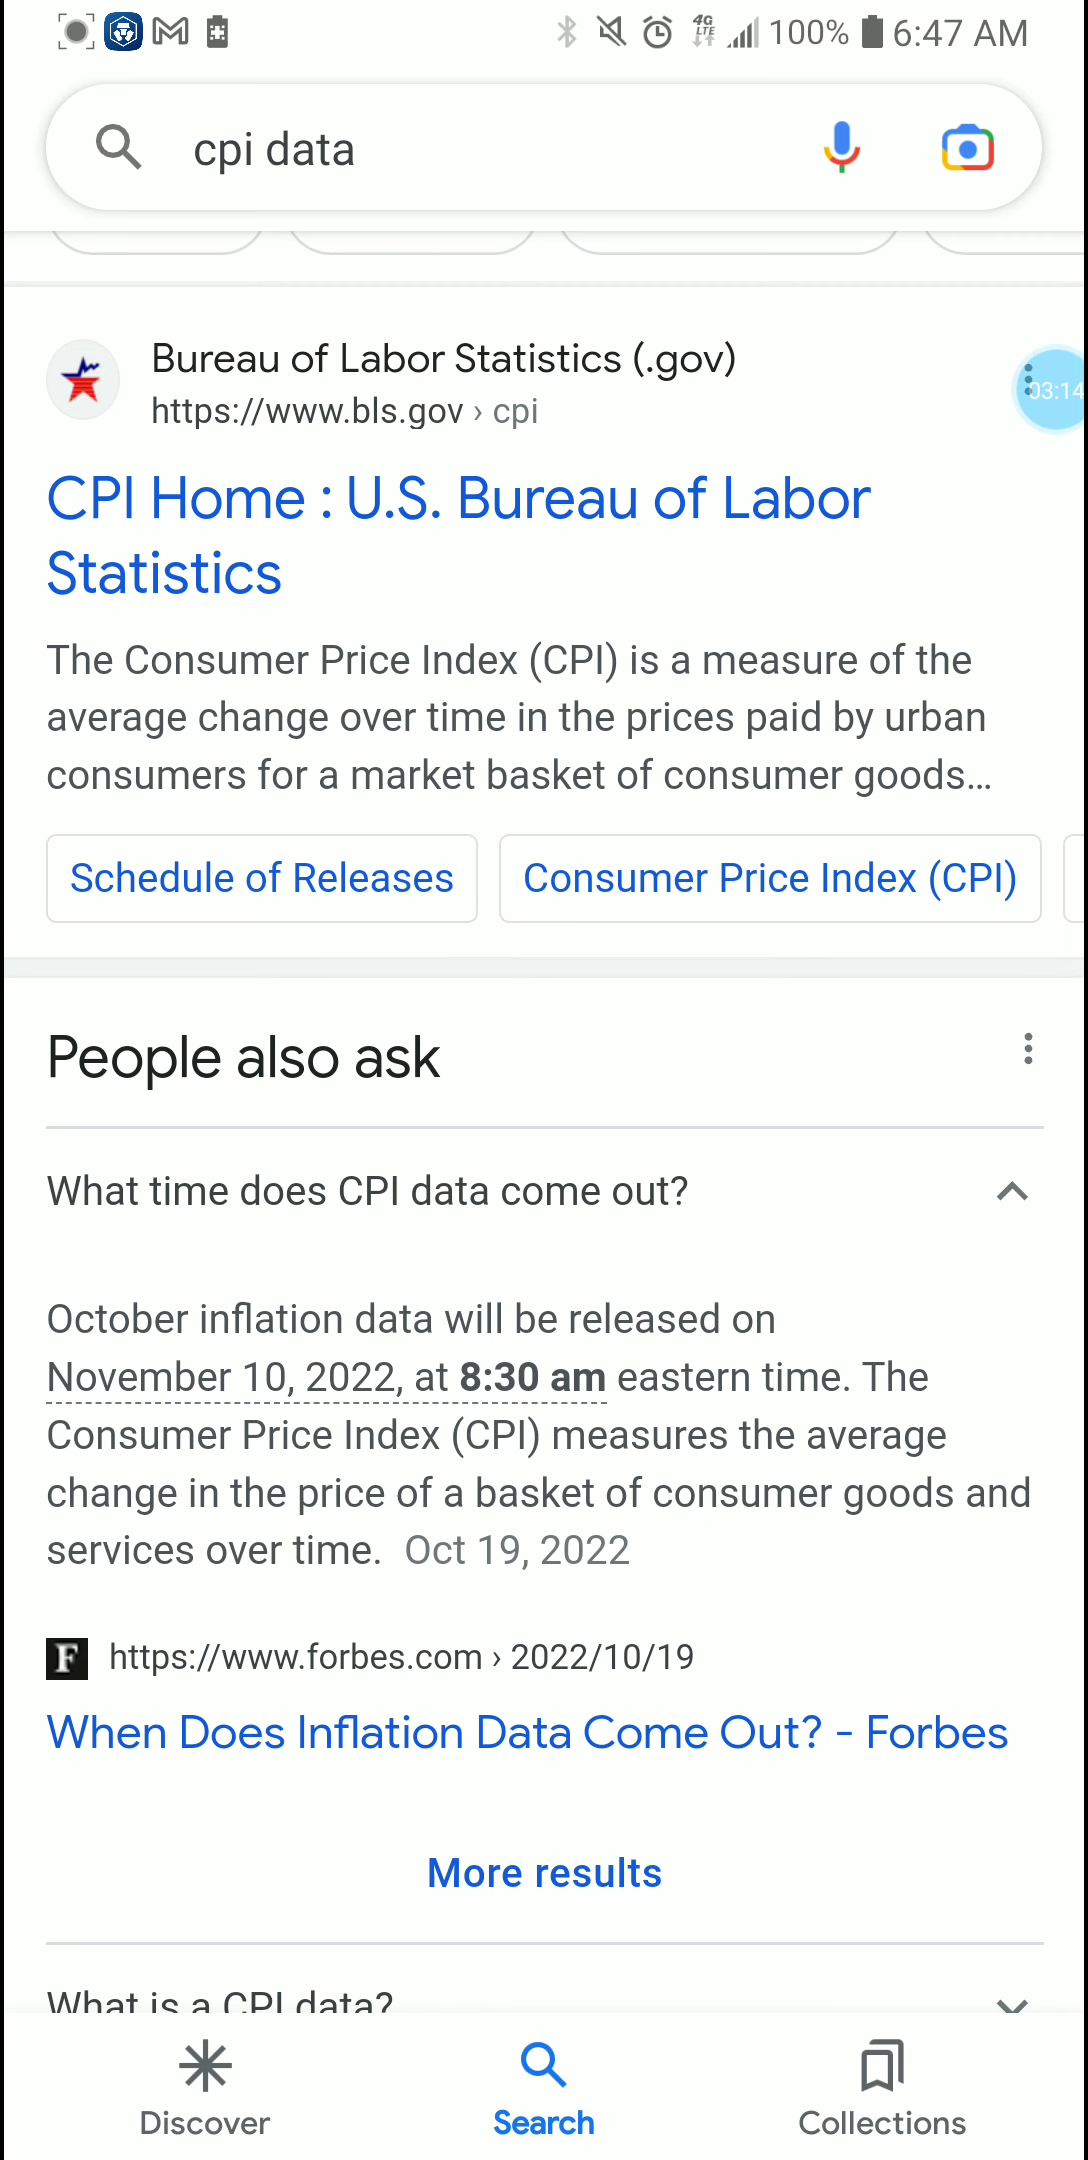 4G LTE 100% 6:47 AM
cpi data
Bureau of Labor Statistics (.gov)
https://www.bls.gov › cpi
03:14
CPI Home : U.S. Bureau of Labor
Statistics
The Consumer Price Index (CPI) is a measure of the
average change over time in the prices paid by urban
consumers for a market basket of consumer goods...
Schedule of Releases
Consumer Price Index (CPI)
People also ask
What time does CPI data come out?
October inflation data will be released on
November 10, 2022, at 8:30 am eastern time. The
Consumer Price Index (CPI) measures the average
change in the price of a basket of consumer goods and
services over time. Oct 19, 2022
F https://www.forbes.com › 2022/10/19
When Does Inflation Data Come Out? - Forbes
More results
What is a CPI data?
Discover
Search
Collections